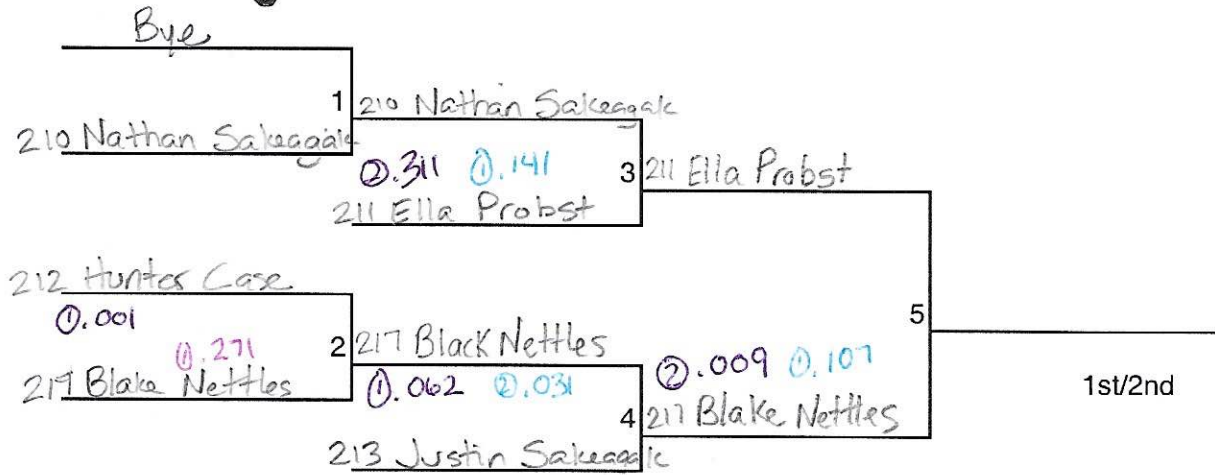 Bye
1 210 Nathan Sakeagak
210 Nathan Sakeagak
②.311 ①.141 3 211 Ella Probst
211 Ella Probst
212 Hunter Case
①.001 5
①.271 2 217 Black Nettles
217 Blake Nettles ①.062 ②.031 ②.009 ①.107
1st/2nd
4 217 Blake Nettles
213 Justin Sakeagak